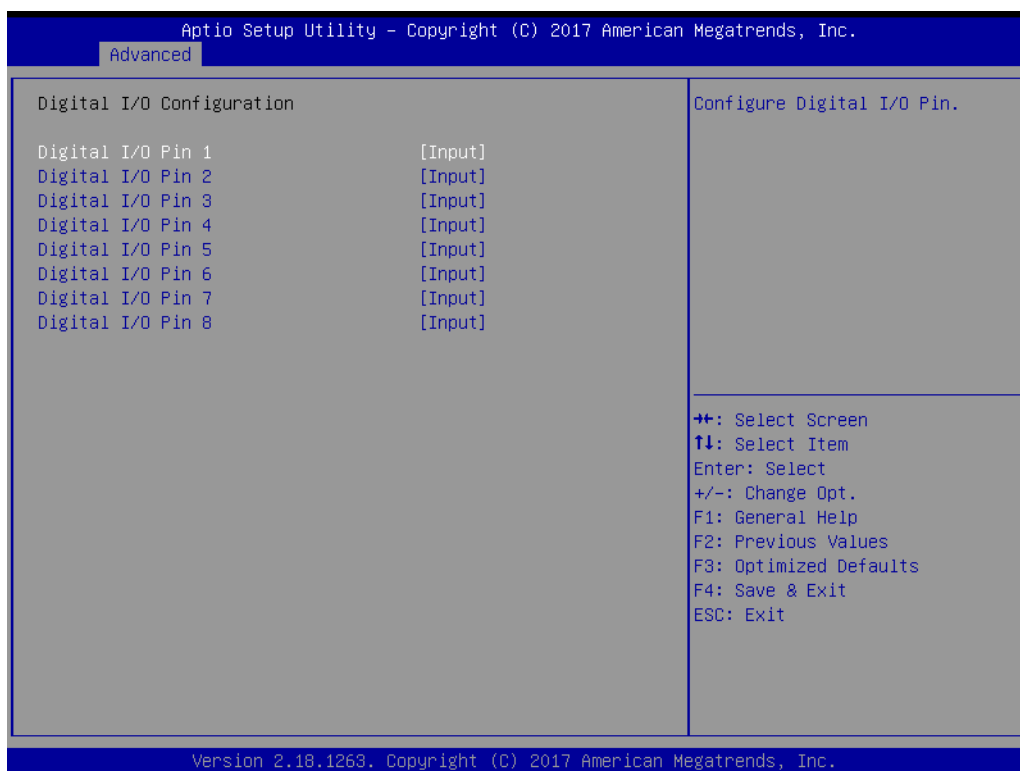 Aptio Setup Utility – Copyright (C) 2017 American Megatrends, Inc.
Advanced
Digital I/O Configuration
Digital I/O Pin 1 [Input]
Digital I/O Pin 2 [Input]
Digital I/O Pin 3 [Input]
Digital I/O Pin 4 [Input]
Digital I/O Pin 5 [Input]
Digital I/O Pin 6 [Input]
Digital I/O Pin 7 [Input]
Digital I/O Pin 8 [Input]
Configure Digital I/O Pin.
→←: Select Screen
↑↓: Select Item
Enter: Select
+/-: Change Opt.
F1: General Help
F2: Previous Values
F3: Optimized Defaults
F4: Save & Exit
ESC: Exit
Version 2.18.1263. Copyright (C) 2017 American Megatrends, Inc.